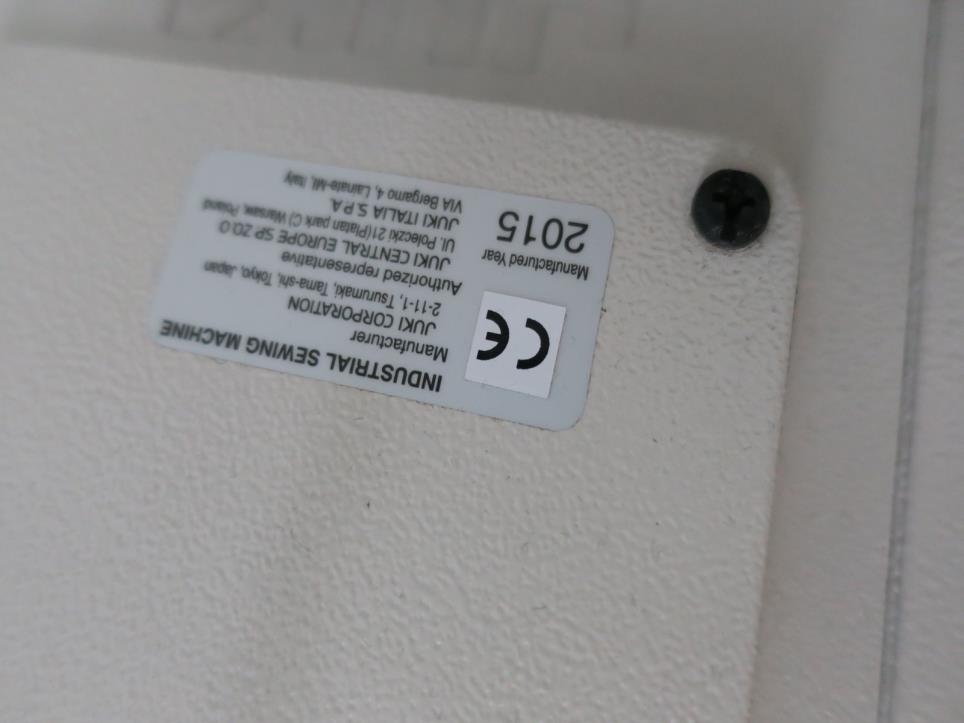 INDUSTRIAL SEWING MACHINE
CE
Manufacturer
JUKI CORPORATION
2-11-1, Tsurumaki, Tama-shi, Tokyo, Japan
Authorized representative
JUKI CENTRAL EUROPE SP ZO.O
Ul. Poleczki 21(Platan park C) Warsaw, Poland
JUKI ITALIA S.P.A.
VIA Bergamo 4, Lainate-MI, Italy
Manufactured Year
2015